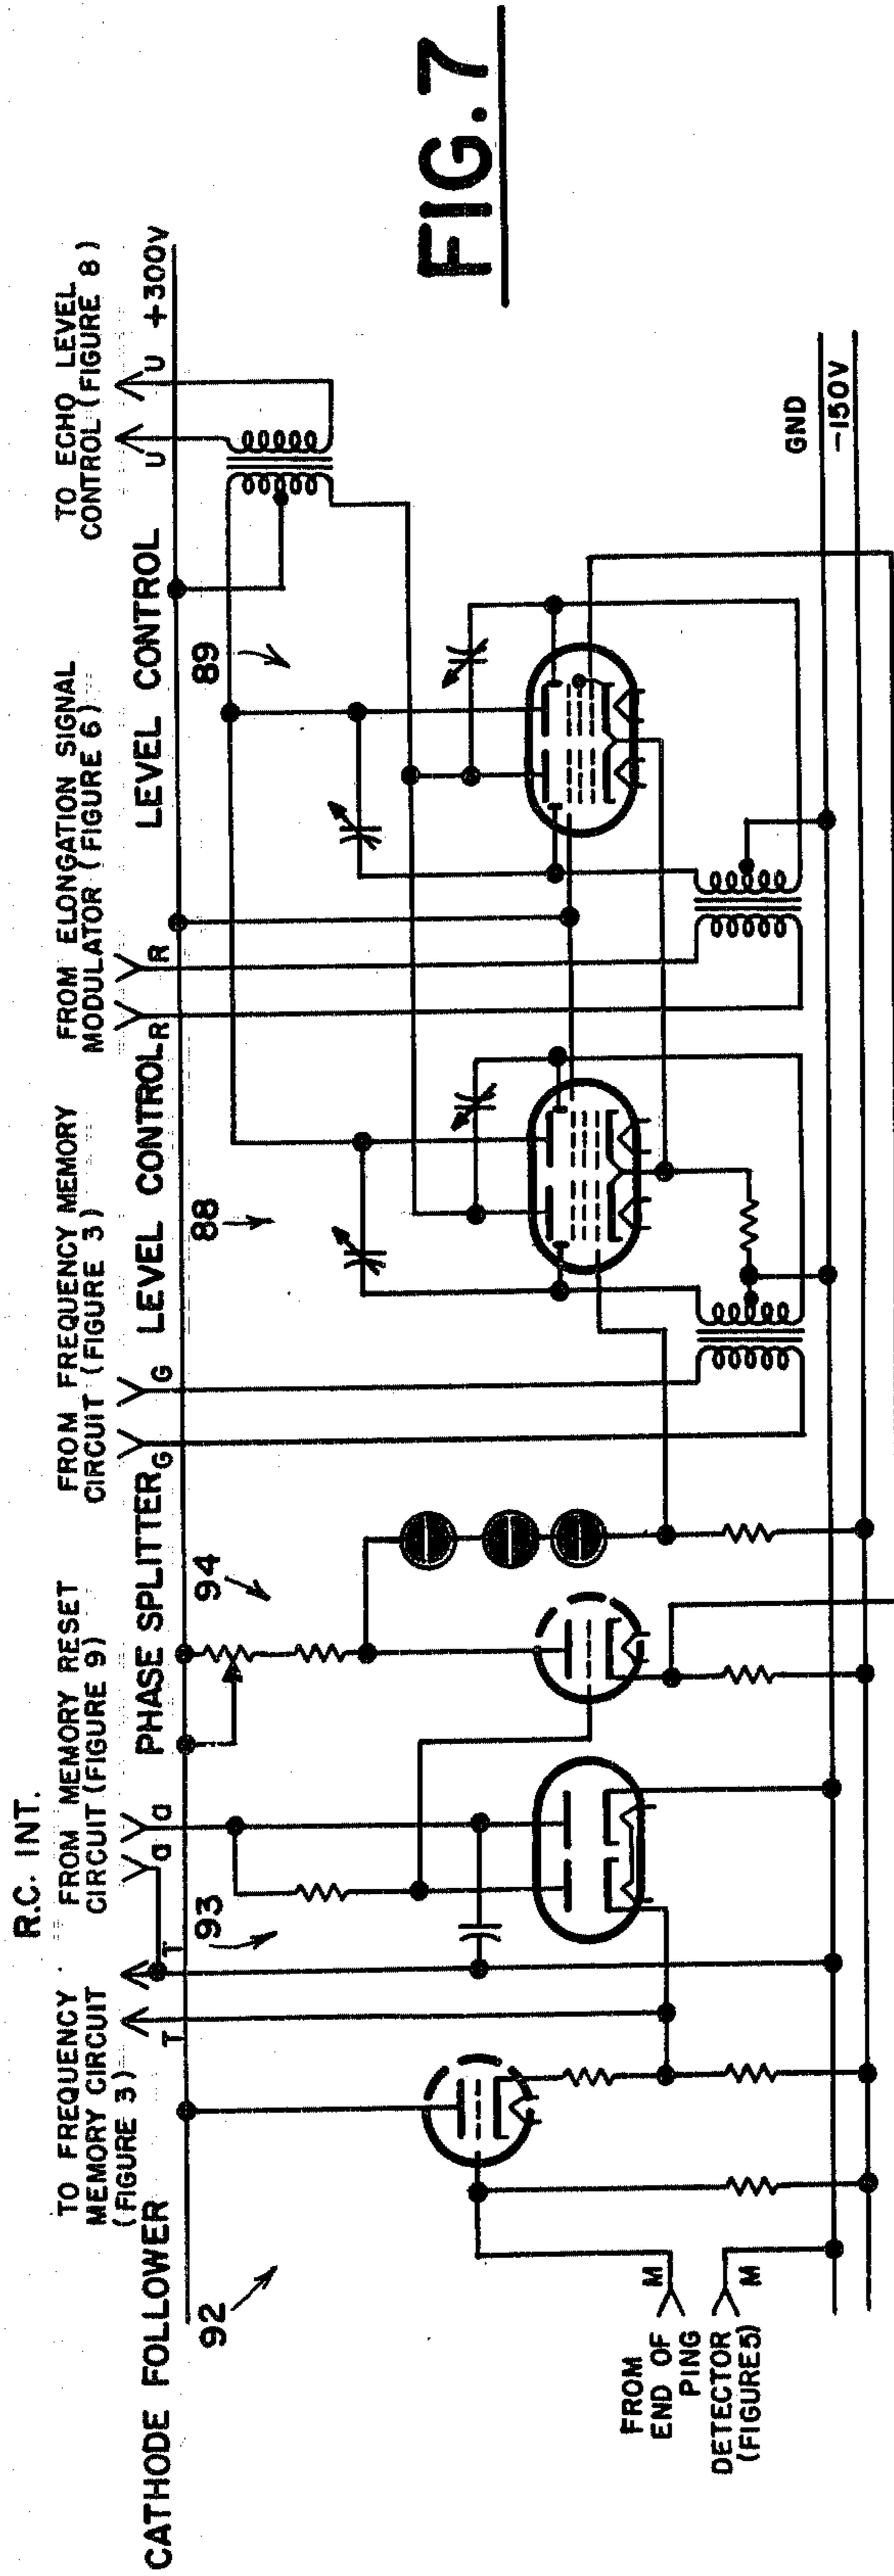 FIG. 7
R.C. INT.
TO FREQUENCY
MEMORY CIRCUIT
(FIGURE 3)
FROM MEMORY RESET
CIRCUIT (FIGURE 9)
FROM FREQUENCY MEMORY
CIRCUIT (FIGURE 3)
FROM ELONGATION SIGNAL
MODULATOR (FIGURE 6)
TO ECHO LEVEL
CONTROL (FIGURE 8)
CATHODE FOLLOWER
T
T
a
a
PHASE SPLITTER
G
G
LEVEL CONTROL
R
R
LEVEL CONTROL
U
U
+300V
92
93
94
88
89
FROM
END OF
PING
DETECTOR
(FIGURE 5)
M
M
GND
-150V